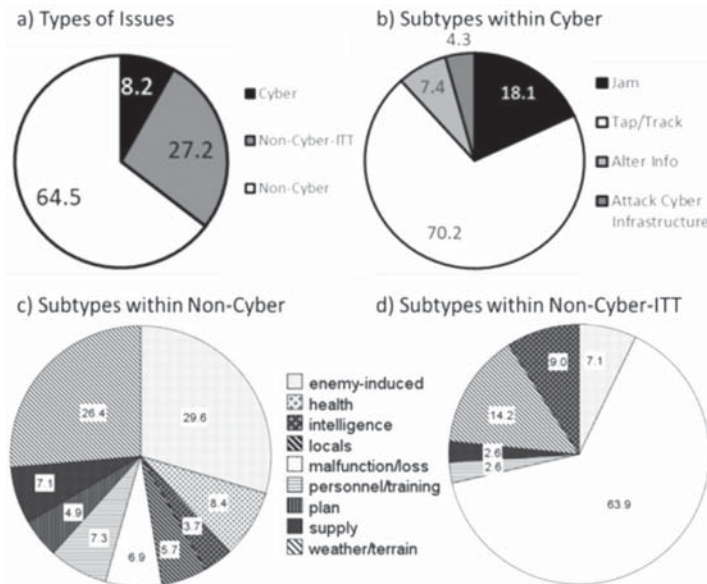 a) Types of Issues
8.2
27.2
64.5
Cyber
Non-Cyber-ITT
Non-Cyber
b) Subtypes within Cyber
4.3
7.4
18.1
70.2
Jam
Tap/Track
Alter Info
Attack Cyber
Infrastructure
c) Subtypes within Non-Cyber
29.6
8.4
3.7
5.7
6.9
7.3
4.9
7.1
26.4
enemy-induced
health
intelligence
locals
malfunction/loss
personnel/training
plan
supply
weather/terrain
d) Subtypes within Non-Cyber-ITT
9.0
7.1
14.2
2.6
2.6
63.9